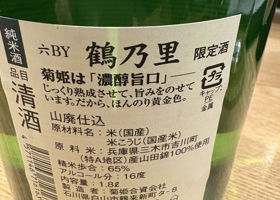 純米酒
六BY 鶴乃里 限定酒
菊姫は「濃醇旨口」――
じっくり熟成させて、旨みをのせて
います。だから、ほんのり黄金色。
キャップ:
PE
金属
品目 清酒
山廃仕込
原材料名:米(国産)
米こうじ(国産米)
原料米:兵庫県三木市吉川町
(特A地区)産山田錦100%使用
精米歩合:65%
アルコール分:16度
内容量:1.8ℓ
製造者:菊姫合資会社
石川県白山市鶴来新町タ-8